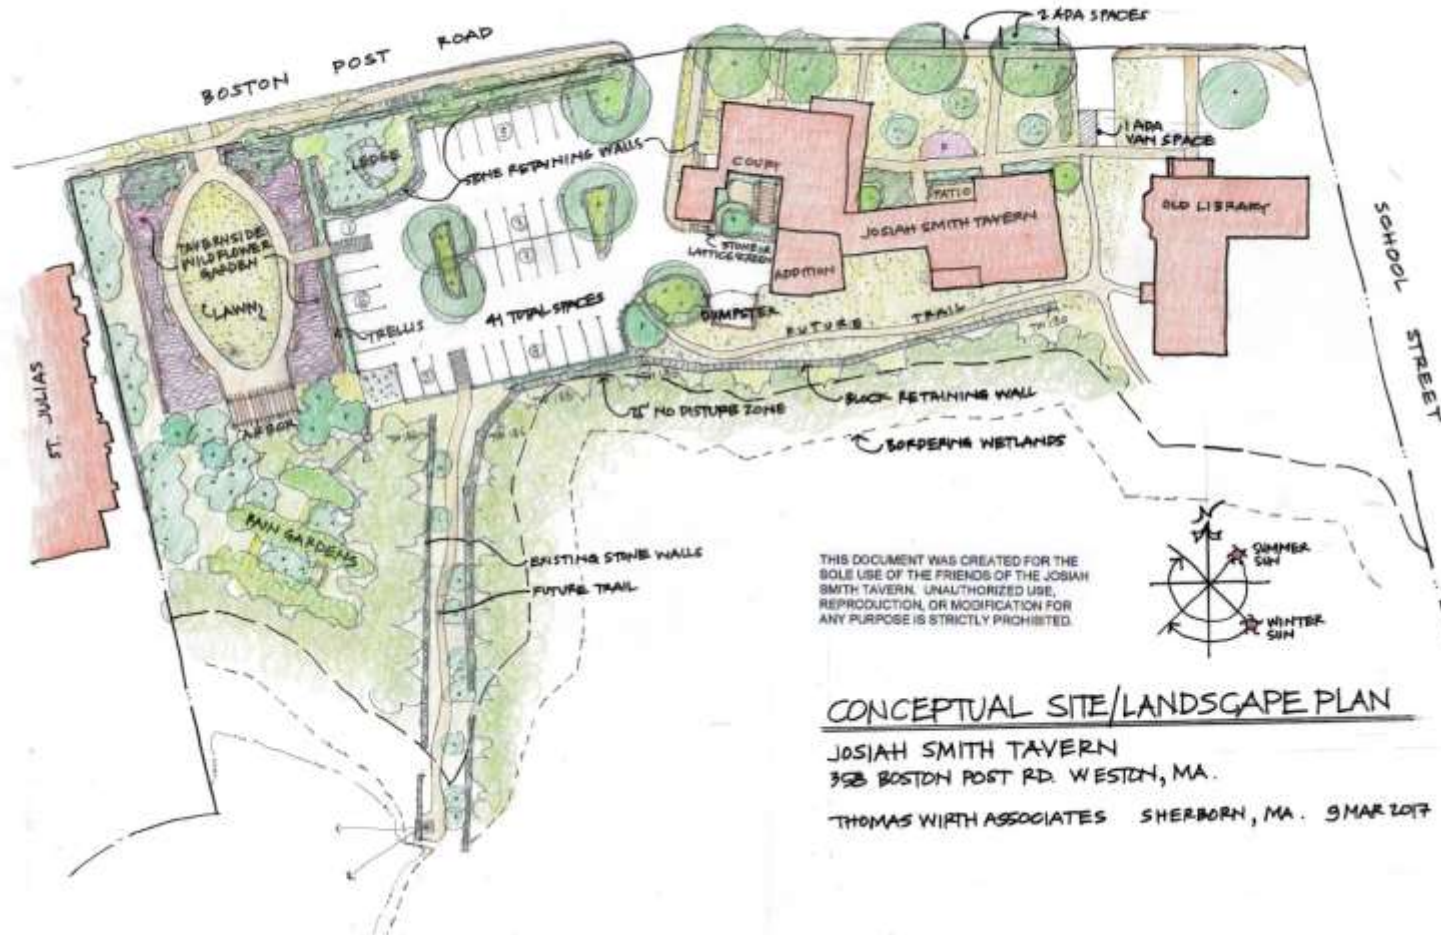 BOSTON POST ROAD
2 ADA SPACES
LEDGE
STONE RETAINING WALLS
COURT
1 ADA
VAN SPACE
PATIO
OLD LIBRARY
JOSIAH SMITH TAVERN
TAVERNSIDE
WILDFLOWER
GARDEN
LAWN
LATTICE SCREEN
ADDITION
41 TOTAL SPACES
TRELLIS
DUMPSTER
FUTURE TRAIL
SCHOOL STREET
ST. JULIAS
ARBOR
25' NO DISTURB ZONE
BLOCK RETAINING WALL
BORDERING WETLANDS
RAIN GARDENS
EXISTING STONE WALLS
FUTURE TRAIL
N
SUMMER
SUN
WINTER
SUN
THIS DOCUMENT WAS CREATED FOR THE
SOLE USE OF THE FRIENDS OF THE JOSIAH
SMITH TAVERN. UNAUTHORIZED USE,
REPRODUCTION, OR MODIFICATION FOR
ANY PURPOSE IS STRICTLY PROHIBITED.
CONCEPTUAL SITE/LANDSCAPE PLAN
JOSIAH SMITH TAVERN
358 BOSTON POST RD. WESTON, MA.
THOMAS WIRTH ASSOCIATES SHERBORN, MA. 9 MAR 2017